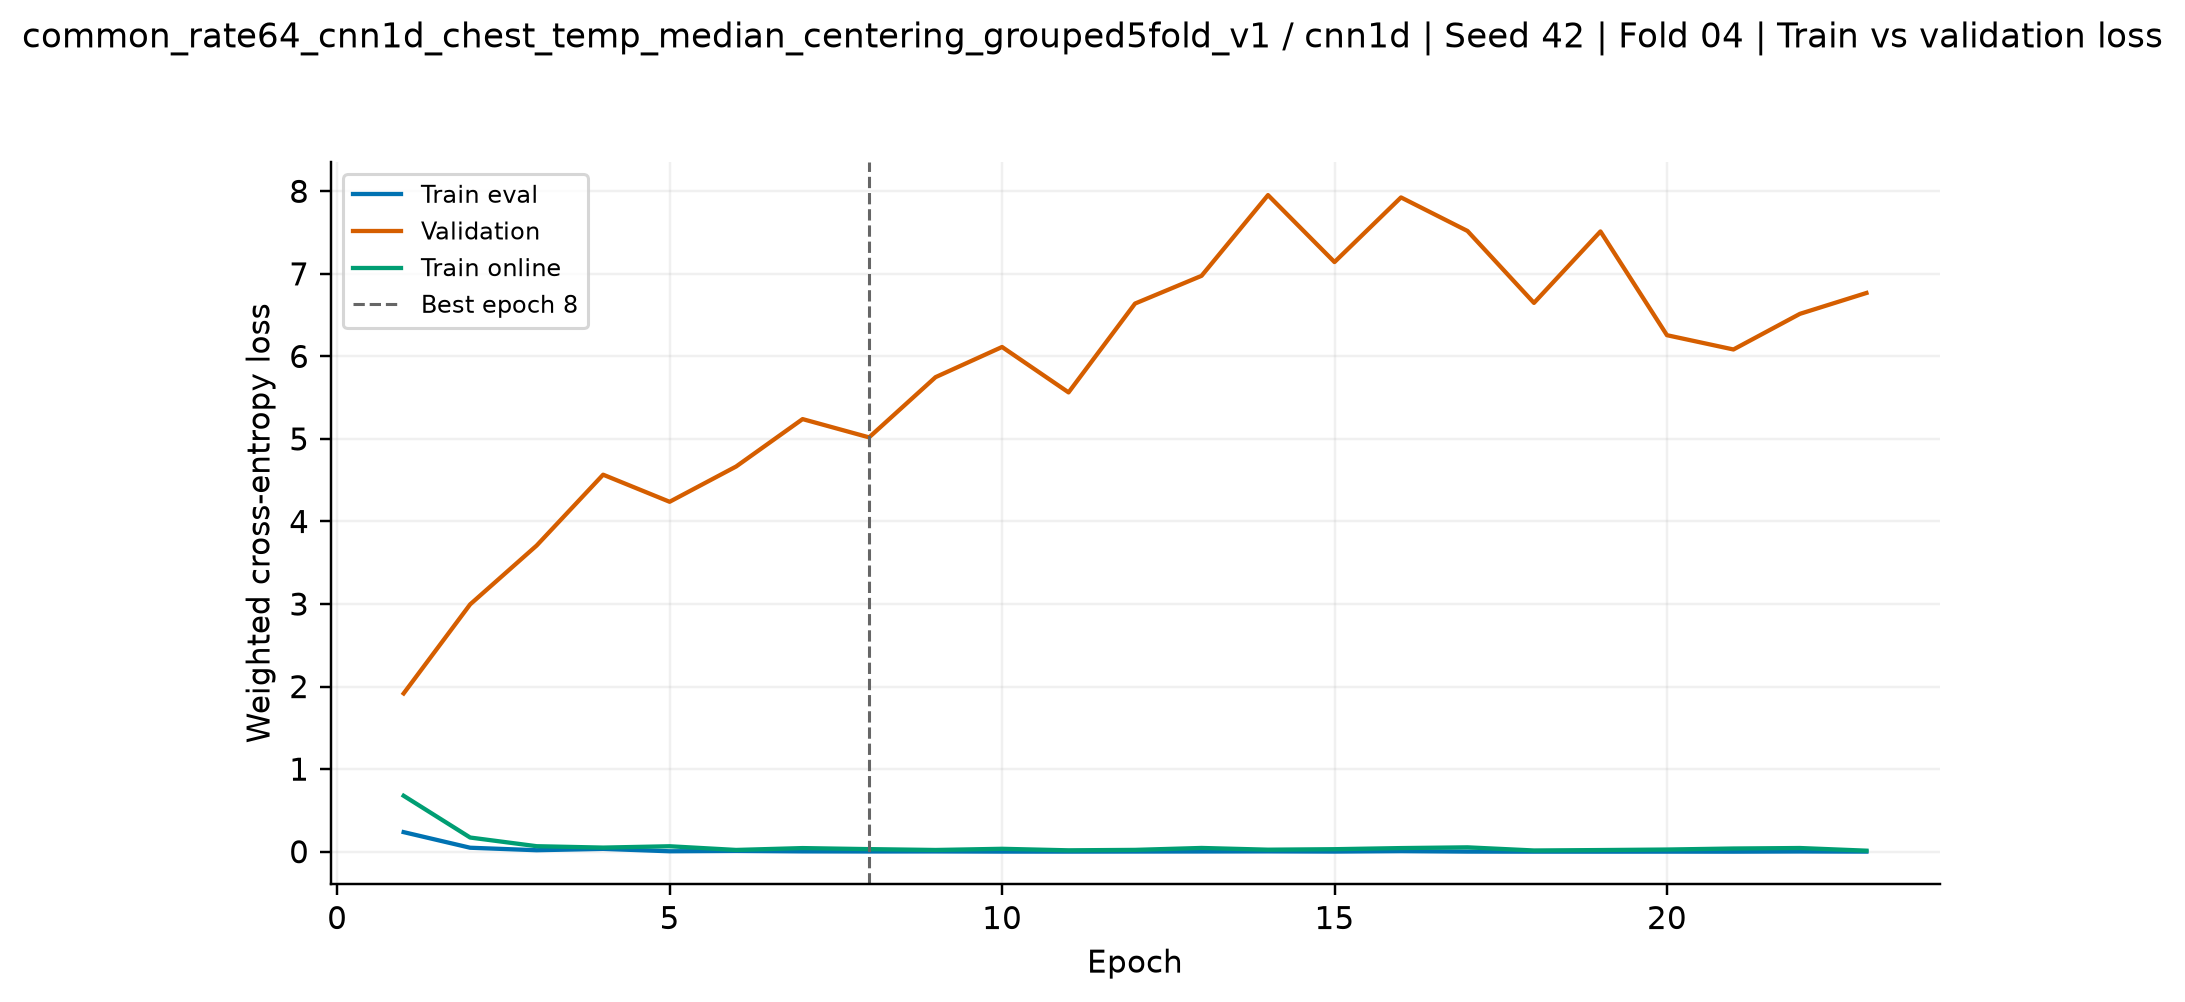 common_rate64_cnn1d_chest_temp_median_centering_grouped5fold_v1 / cnn1d | Seed 42 | Fold 04 | Train vs validation loss
Train eval
Validation
Train online
Best epoch 8
Weighted cross-entropy loss
8
7
6
5
4
3
2
1
0
0 5 10 15 20
Epoch